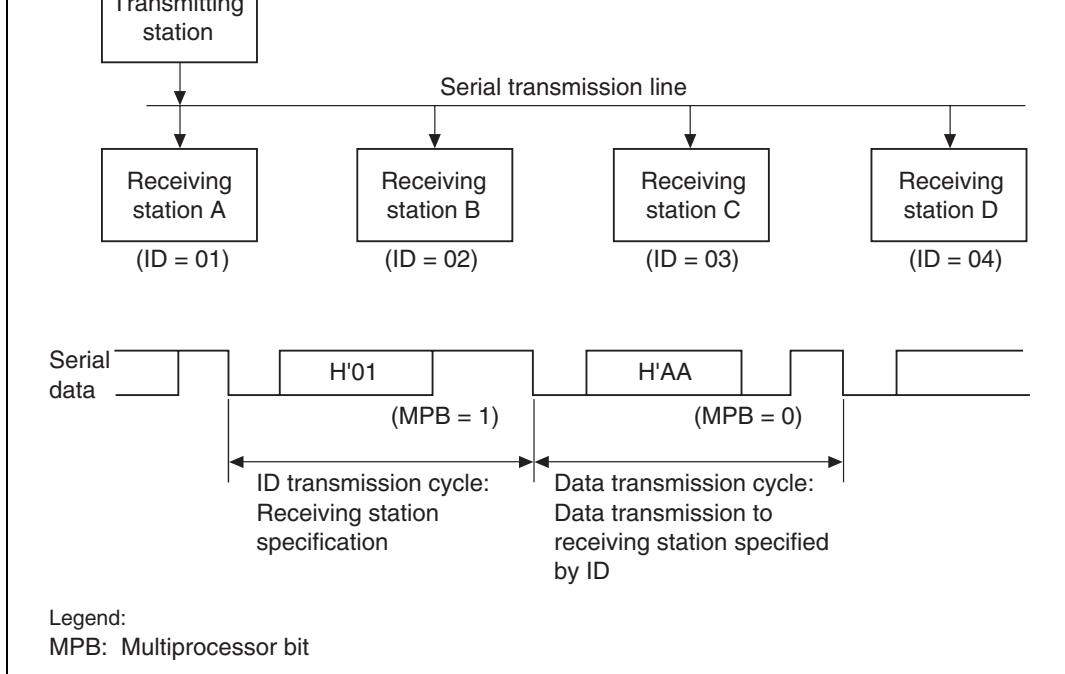 Transmitting
station
Serial transmission line
Receiving
station A
(ID = 01)
Receiving
station B
(ID = 02)
Receiving
station C
(ID = 03)
Receiving
station D
(ID = 04)
Serial
data
H'01
H'AA
(MPB = 1)
(MPB = 0)
ID transmission cycle:
Receiving station
specification
Data transmission cycle:
Data transmission to
receiving station specified
by ID
Legend:
MPB: Multiprocessor bit